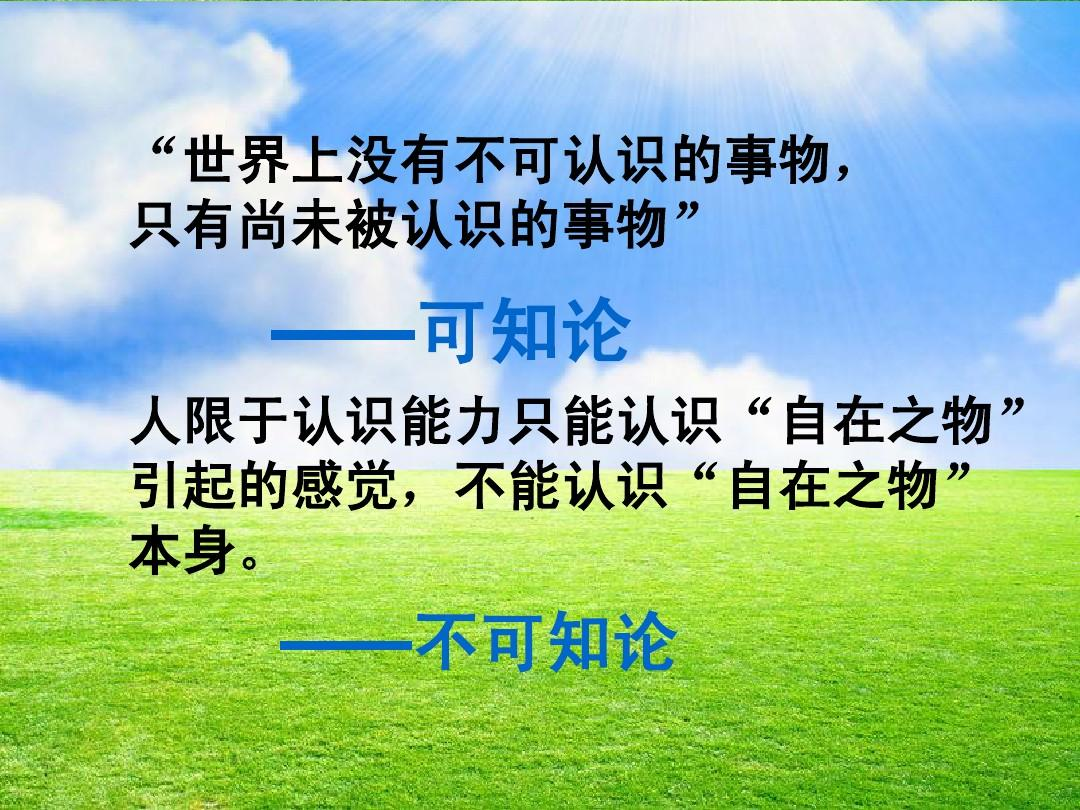 “世界上没有不可认识的事物，
只有尚未被认识的事物”
——可知论
人限于认识能力只能认识“自在之物”
引起的感觉，不能认识“自在之物”
本身。
——不可知论